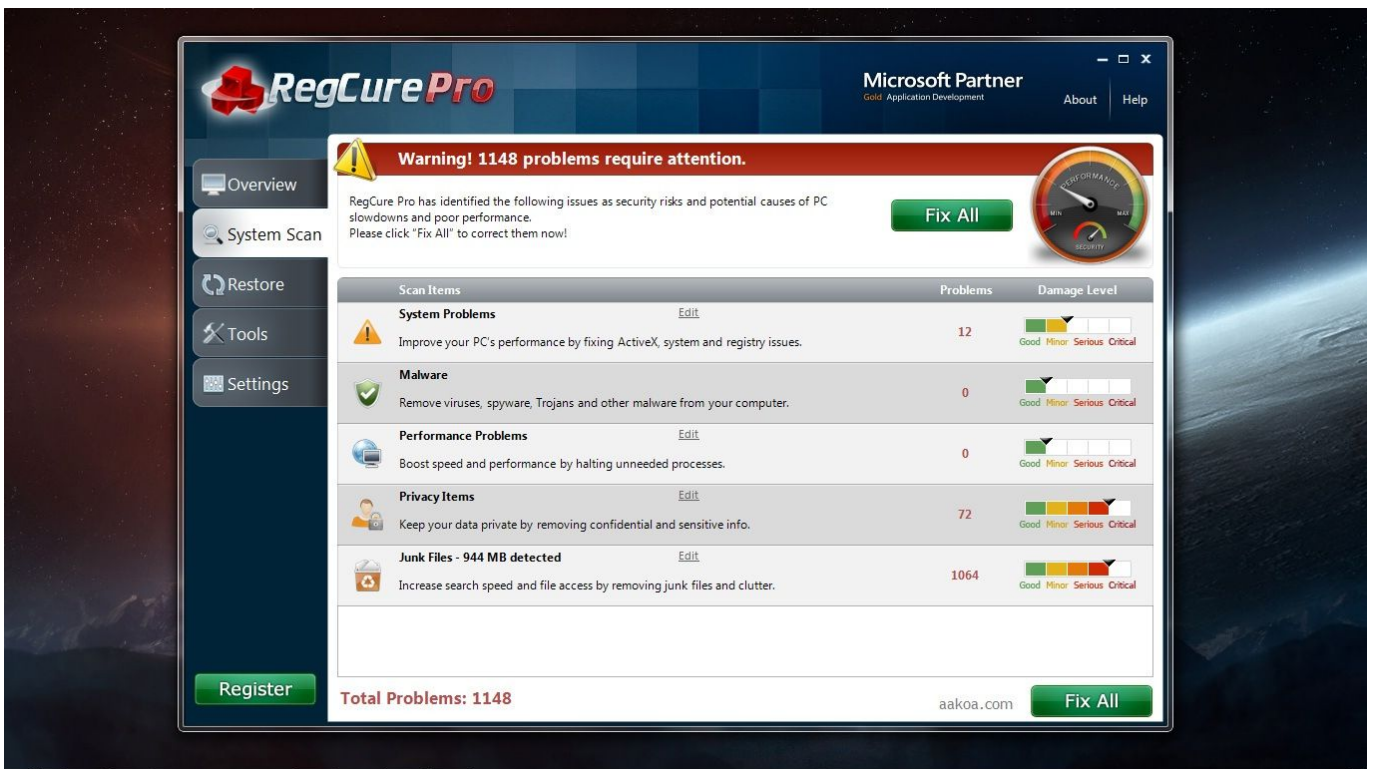 RegCure Pro
Microsoft Partner
Gold Application Development
About
Help
Overview
System Scan
Restore
Tools
Settings
Register
Warning! 1148 problems require attention.
RegCure Pro has identified the following issues as security risks and potential causes of PC
slowdowns and poor performance.
Please click "Fix All" to correct them now!
Fix All
PERFORMANCE
MIN
MAX
SECURITY
Scan Items
Problems
Damage Level
System Problems
Edit
Improve your PC's performance by fixing ActiveX, system and registry issues.
12
Good Minor Serious Critical
Malware
Remove viruses, spyware, Trojans and other malware from your computer.
0
Good Minor Serious Critical
Performance Problems
Edit
Boost speed and performance by halting unneeded processes.
0
Good Minor Serious Critical
Privacy Items
Edit
Keep your data private by removing confidential and sensitive info.
72
Good Minor Serious Critical
Junk Files - 944 MB detected
Edit
Increase search speed and file access by removing junk files and clutter.
1064
Good Minor Serious Critical
Total Problems: 1148
aakoa.com
Fix All